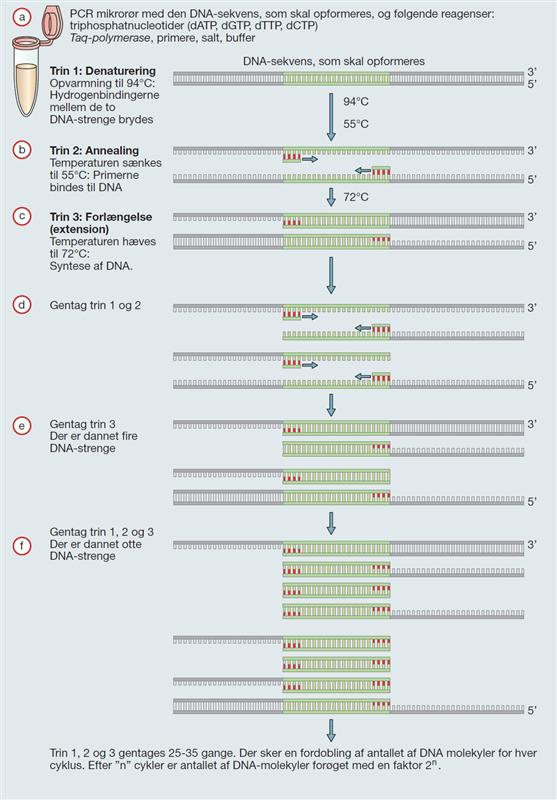 a
PCR mikrorør med den DNA-sekvens, som skal opformeres, og følgende reagenser:
triphosphatnucleotider (dATP, dGTP, dTTP, dCTP)
Taq-polymerase, primere, salt, buffer
DNA-sekvens, som skal opformeres
Trin 1: Denaturering
Opvarmning til 94°C:
Hydrogenbindingerne
mellem de to
DNA-strenge brydes
3’
5’
94°C
55°C
b
Trin 2: Annealing
Temperaturen sænkes
til 55°C: Primerne
bindes til DNA
3’
5’
72°C
c
Trin 3: Forlængelse
(extension)
Temperaturen hæves
til 72°C:
Syntese af DNA.
3’
5’
d
Gentag trin 1 og 2
3’
5’
e
Gentag trin 3
Der er dannet fire
DNA-strenge
3’
5’
f
Gentag trin 1, 2 og 3
Der er dannet otte
DNA-strenge
3’
5’
Trin 1, 2 og 3 gentages 25-35 gange. Der sker en fordobling af antallet af DNA molekyler for hver
cyklus. Efter ”n” cykler er antallet af DNA-molekyler forøget med en faktor 2ⁿ.